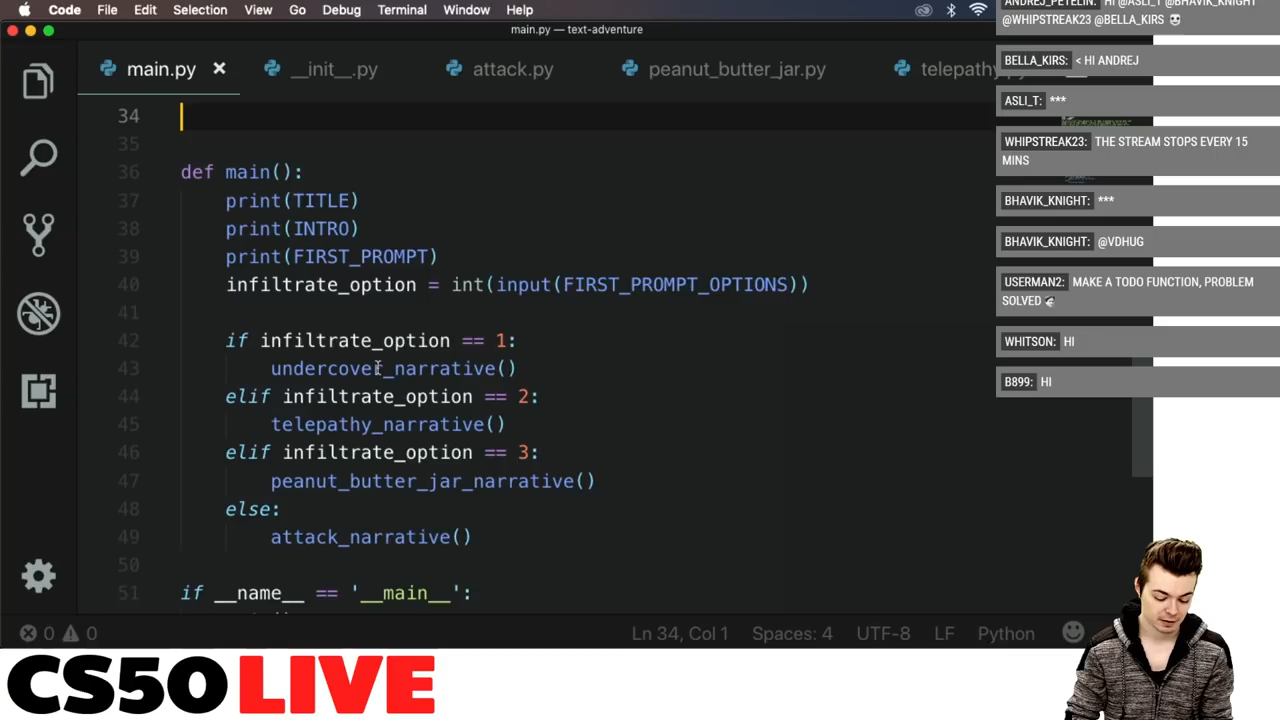 Code File Edit Selection View Go Debug Terminal Window Help
main.py — text-adventure
main.py __init__.py attack.py peanut_butter_jar.py telepathy.py
34
35
36 def main():
37 print(TITLE)
38 print(INTRO)
39 print(FIRST_PROMPT)
40 infiltrate_option = int(input(FIRST_PROMPT_OPTIONS))
41
42 if infiltrate_option == 1:
43 undercover_narrative()
44 elif infiltrate_option == 2:
45 telepathy_narrative()
46 elif infiltrate_option == 3:
47 peanut_butter_jar_narrative()
48 else:
49 attack_narrative()
50
51 if __name__ == '__main__':
0 0 Ln 34, Col 1 Spaces: 4 UTF-8 LF Python
ANDREJ_PETELIN: HI @ASLI_T @BHAVIK_KNIGHT
@WHIPSTREAK23 @BELLA_KIRS
BELLA_KIRS: < HI ANDREJ
ASLI_T: ***
WHIPSTREAK23: THE STREAM STOPS EVERY 15
MINS
BHAVIK_KNIGHT: ***
BHAVIK_KNIGHT: @VDHUG
USERMAN2: MAKE A TODO FUNCTION, PROBLEM
SOLVED
WHITSON: HI
B899: HI
CS50 LIVE